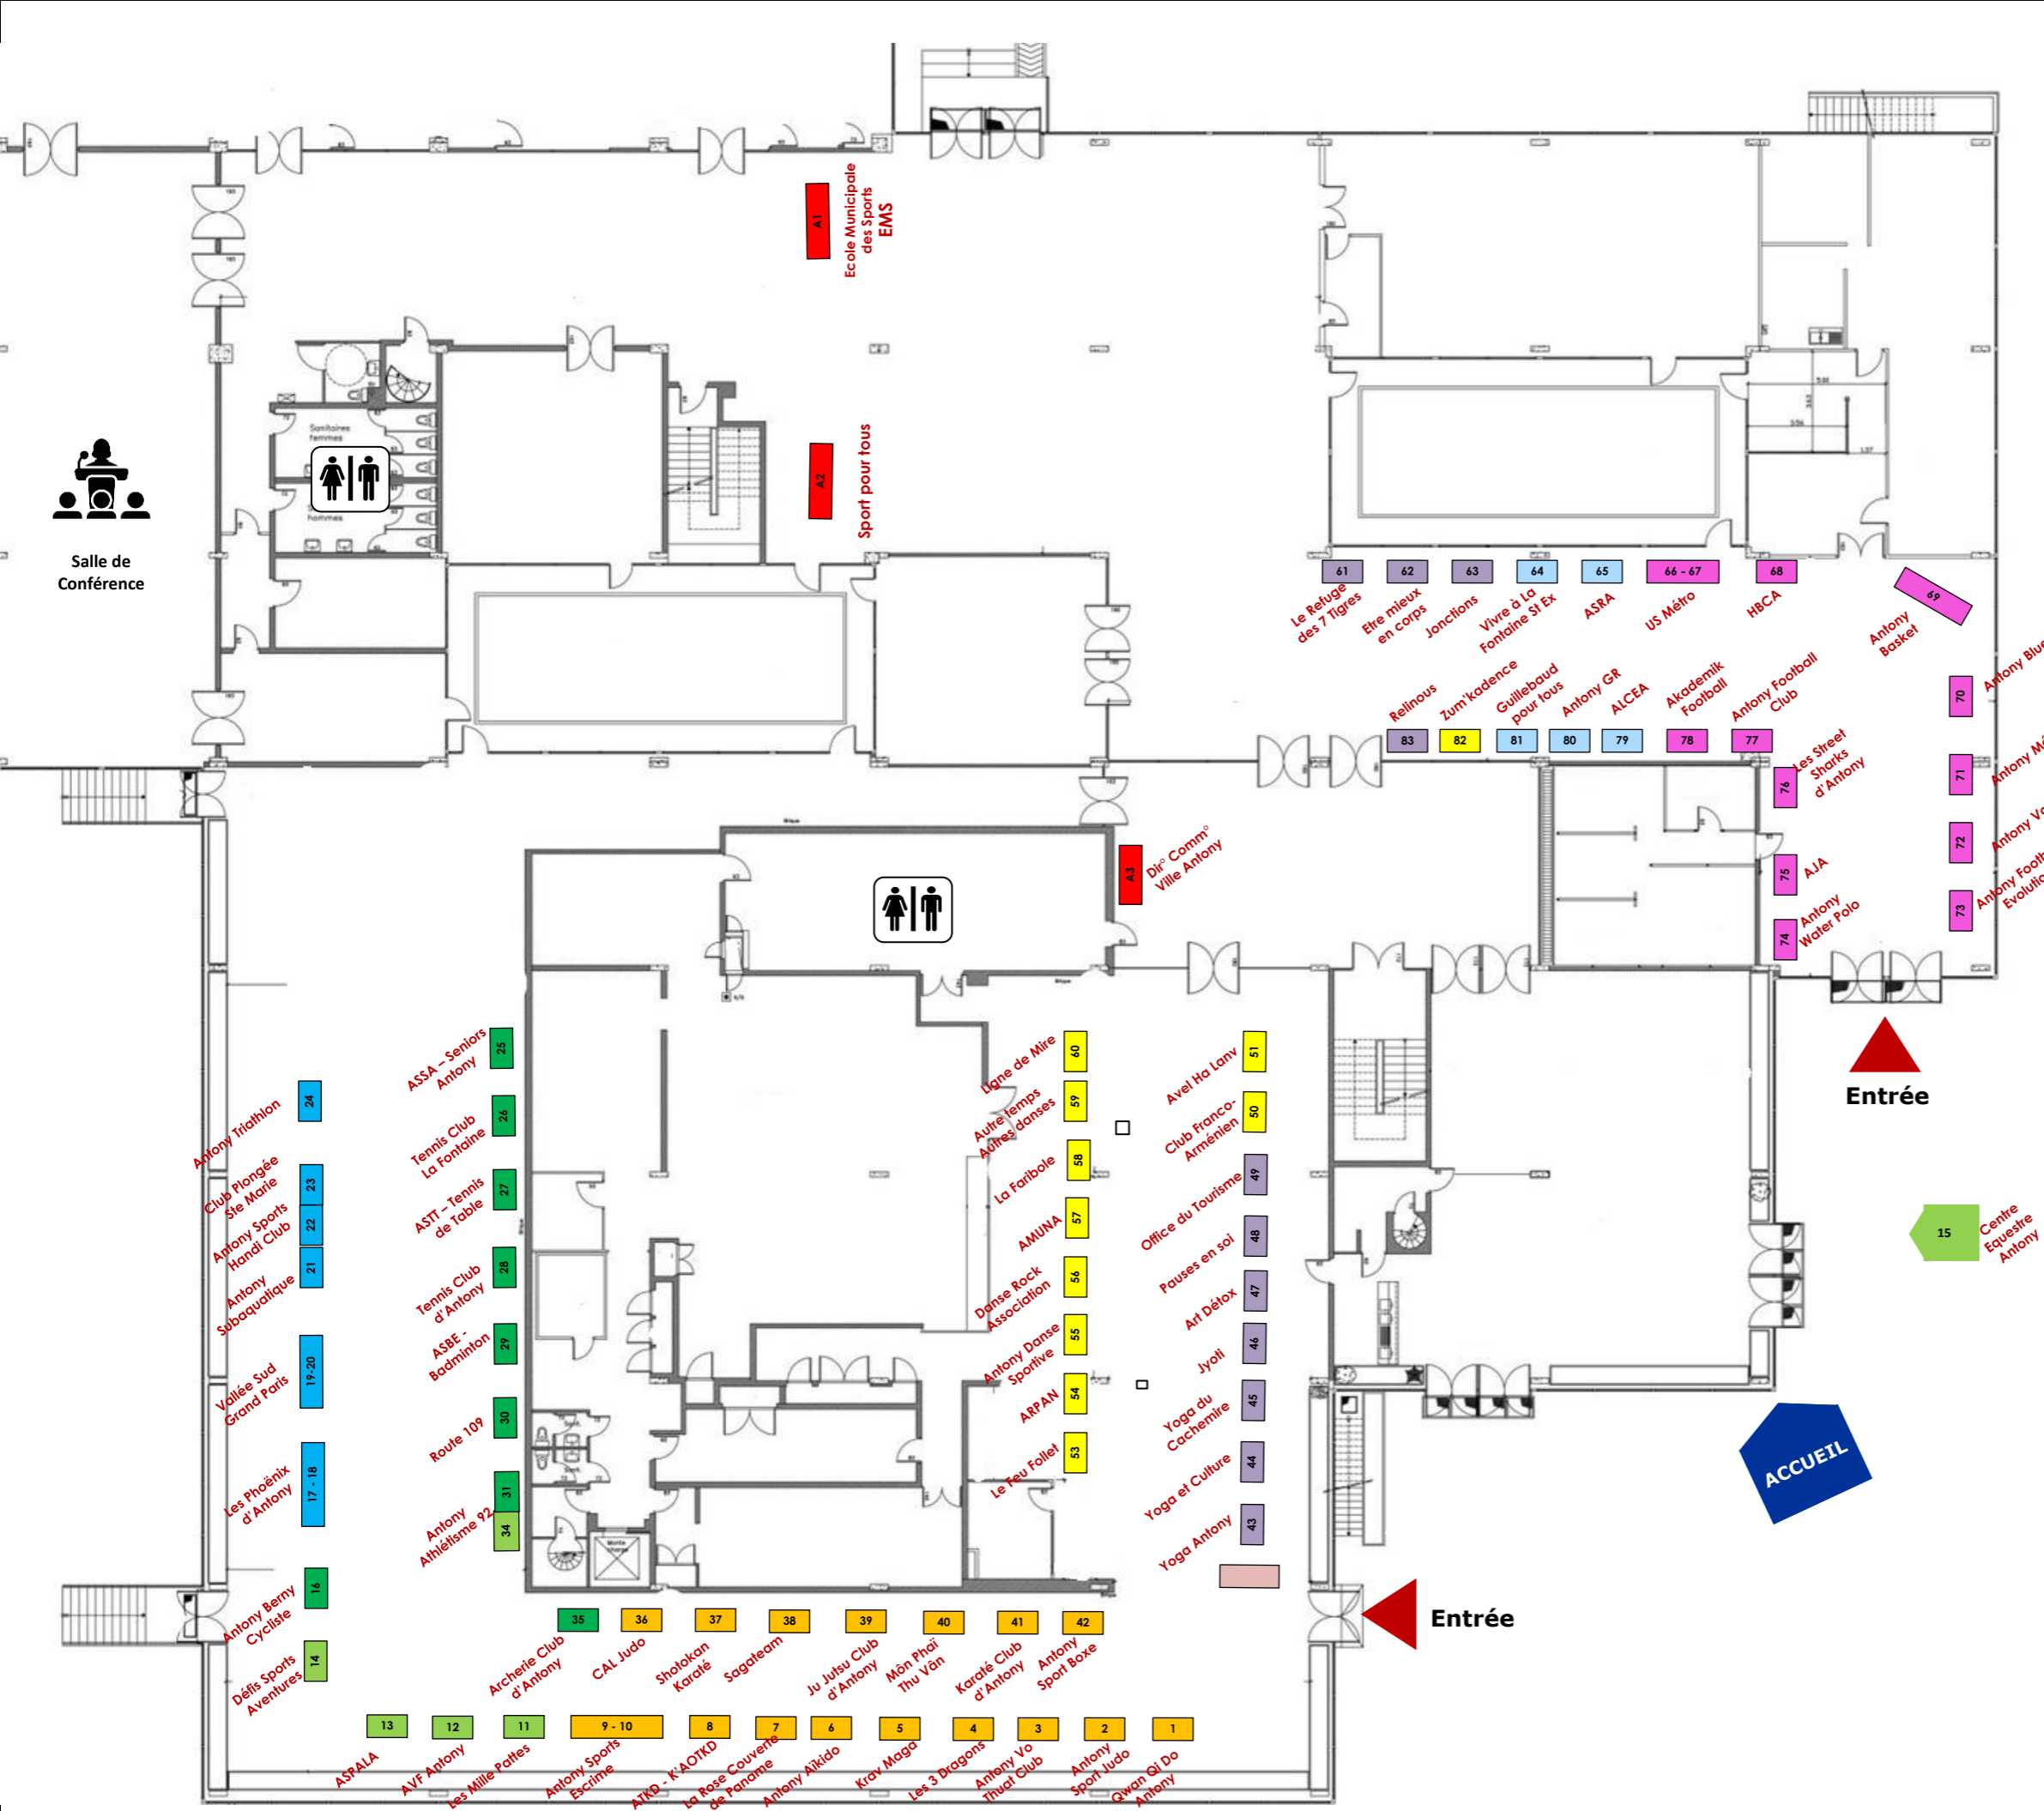 A1
Ecole Municipale
des Sports
EMS
Sanitaires
femmes
hommes
A2
Sport pour tous
Salle de
Conférence
61
62
63
64
65
66 - 67
68
69
Le Refuge
des 7 Tigres
Etre mieux
en corps
Jonctions
Vivre à La
Fontaine St Ex
ASRA
US Métro
HBCA
Antony
Basket
70
Antony Blue
71
72
Antony Footb
Evolutio
73
Relinous
Zum'kadence
Guillebaud
pour tous
Antony GR
ALCEA
Akademik
Football
Antony Football
Club
83
82
81
80
79
78
77
76
Les Street
Sharks
d'Antony
75
AJA
74
Antony
Water Polo
A3
Dir° Comm°
Ville Antony
Entrée
15
Centre
Equestre
Antony
ACCUEIL
Entrée
25
ASSA – Seniors
Antony
26
Tennis Club
La Fontaine
27
ASTT – Tennis
de Table
28
Tennis Club
d'Antony
29
ASBE -
Badminton
30
Route 109
31
34
Antony
Athlétisme 92
24
Antony Triathlon
23
Club Plongée
Ste Marie
22
Antony Sports
Handi Club
21
Antony
Subaquatique
19-20
Vallée Sud
Grand Paris
17 - 18
Les Phoënix
d'Antony
16
Antony Berny
Cycliste
14
Défis Sports
Aventures
60
Ligne de Mire
59
Autre temps
Autres danses
58
La Faribole
57
AMUNA
56
Danse Rock
Association
55
Antony Danse
Sportive
54
ARPAN
53
Le Feu Follet
51
Avel Ha Lanv
50
Club Franco-
Arménien
49
Office du Tourisme
48
Pauses en soi
47
Art Détox
46
Jyoti
45
Yoga du
Cachemire
44
Yoga et Culture
43
Yoga Antony
Monte
charge
35
36
37
38
39
40
41
42
Archerie Club
d'Antony
CAL Judo
Shotokan
Karaté
Sagateam
Ju Jutsu Club
d'Antony
Môn Phaï
Thu Vân
Karaté Club
d'Antony
Antony
Sport Boxe
13
12
11
9 - 10
8
7
6
5
4
3
2
1
ASPALA
AVF Antony
Les Mille Pattes
Antony Sports
Escrime
ATKD - K'AOTKD
La Rose Couverte
de Paname
Antony Aïkido
Krav Maga
Les 3 Dragons
Antony Vo
Thuat Club
Antony
Sport Judo
Qwan Qi Do
Antony